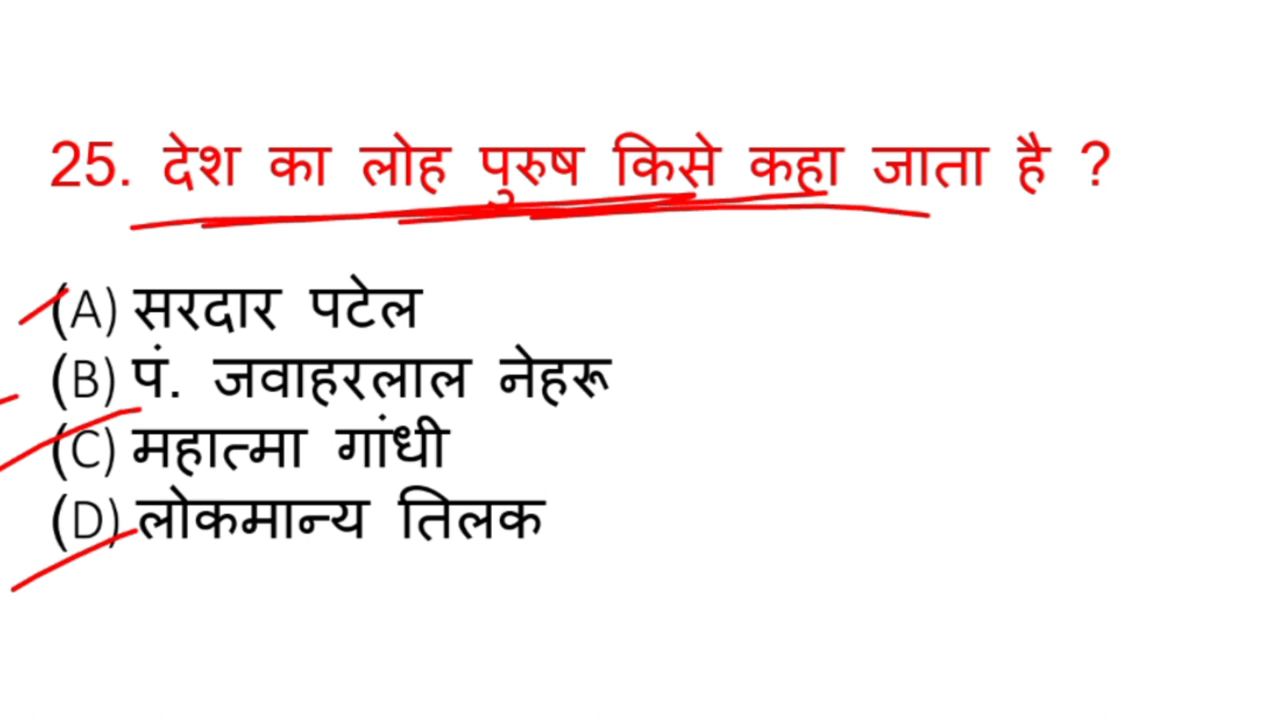 25. देश का लोह पुरुष किसे कहा जाता है ?
(A) सरदार पटेल
(B) पं. जवाहरलाल नेहरू
(C) महात्मा गांधी
(D) लोकमान्य तिलक